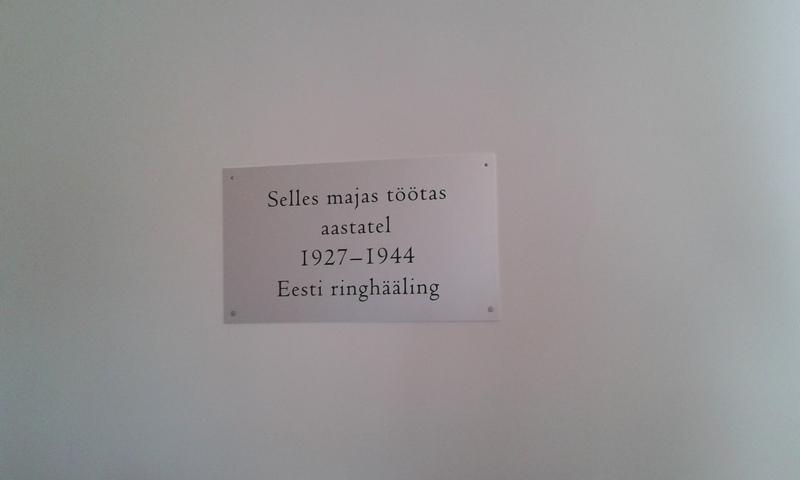 Selles majas töötas
aastatel
1927–1944
Eesti ringhääling